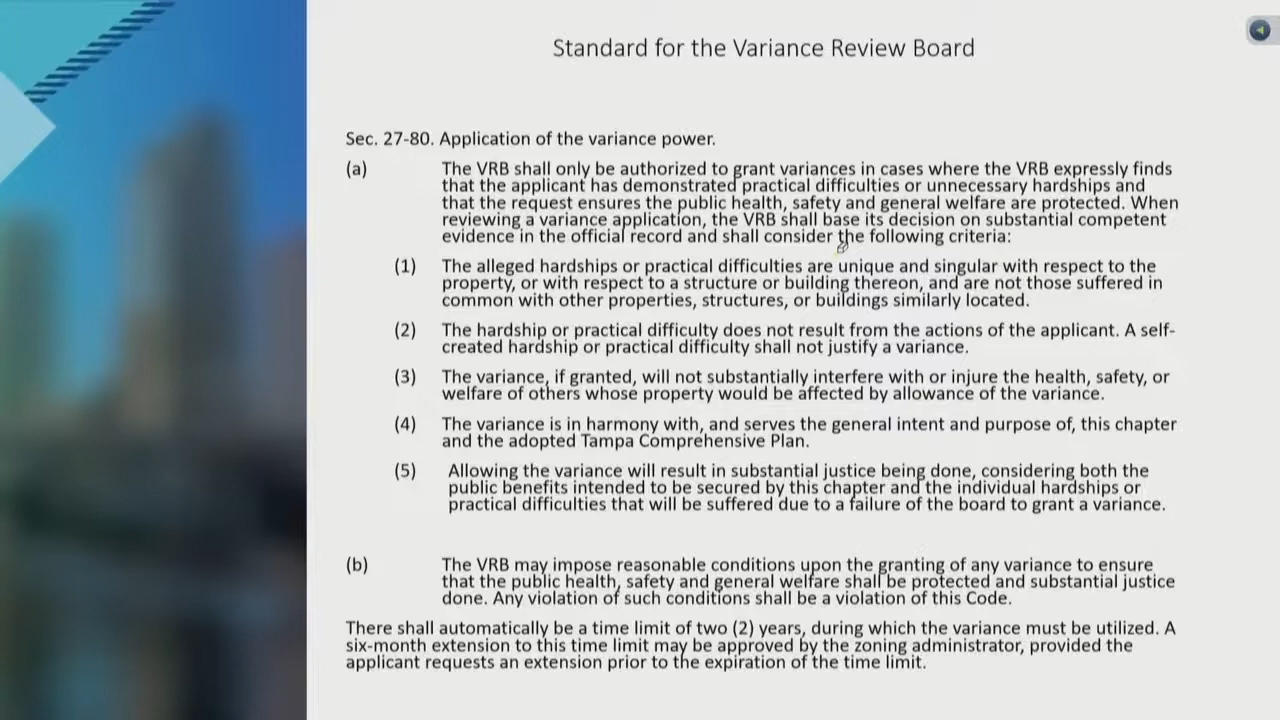 Standard for the Variance Review Board
Sec. 27-80. Application of the variance power.
(a) The VRB shall only be authorized to grant variances in cases where the VRB expressly finds
that the applicant has demonstrated practical difficulties or unnecessary hardships and
that the request ensures the public health, safety and general welfare are protected. When
reviewing a variance application, the VRB shall base its decision on substantial competent
evidence in the official record and shall consider the following criteria:
(1) The alleged hardships or practical difficulties are unique and singular with respect to the
property, or with respect to a structure or building thereon, and are not those suffered in
common with other properties, structures, or buildings similarly located.
(2) The hardship or practical difficulty does not result from the actions of the applicant. A self-
created hardship or practical difficulty shall not justify a variance.
(3) The variance, if granted, will not substantially interfere with or injure the health, safety, or
welfare of others whose property would be affected by allowance of the variance.
(4) The variance is in harmony with, and serves the general intent and purpose of, this chapter
and the adopted Tampa Comprehensive Plan.
(5) Allowing the variance will result in substantial justice being done, considering both the
public benefits intended to be secured by this chapter and the individual hardships or
practical difficulties that will be suffered due to a failure of the board to grant a variance.
(b) The VRB may impose reasonable conditions upon the granting of any variance to ensure
that the public health, safety and general welfare shall be protected and substantial justice
done. Any violation of such conditions shall be a violation of this Code.
There shall automatically be a time limit of two (2) years, during which the variance must be utilized. A
six-month extension to this time limit may be approved by the zoning administrator, provided the
applicant requests an extension prior to the expiration of the time limit.